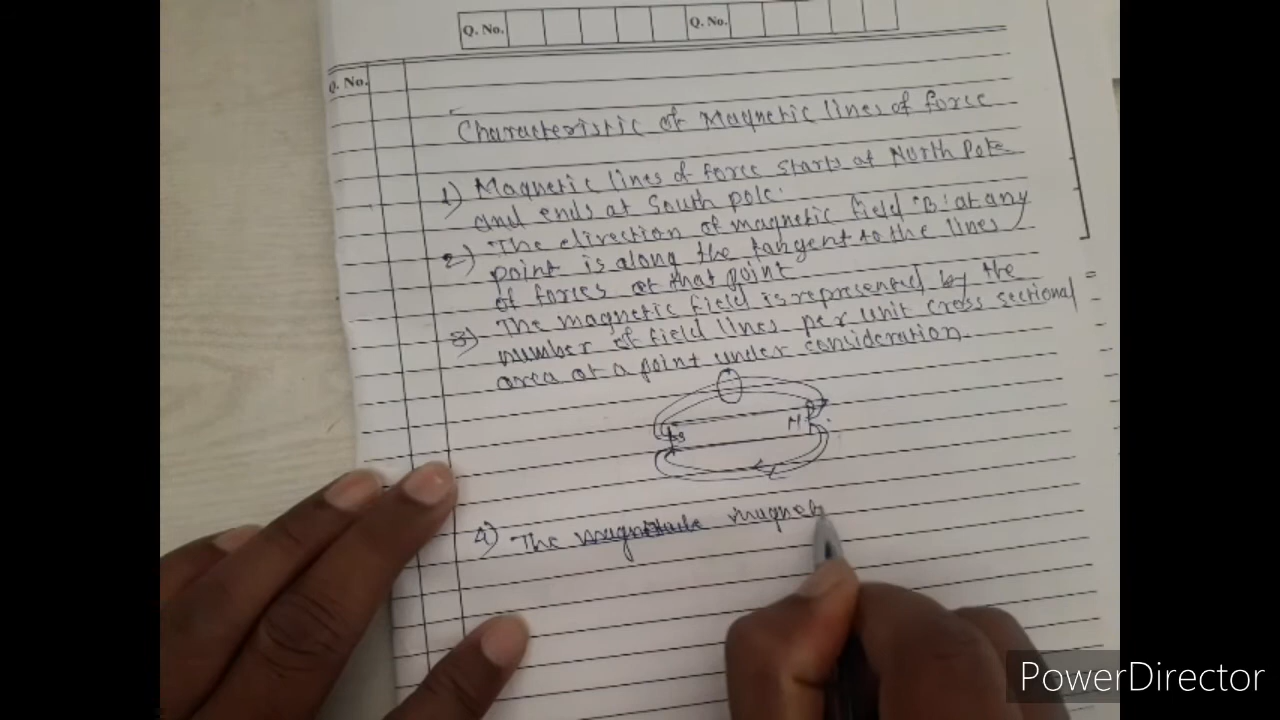 Q. No. Q. No.
Q. No.
Characteristic of Magnetic lines of force
1) Magnetic lines of force starts at North Pole
and ends at South pole.
2) The direction of magnetic field 'B' at any
point is along the tangent to the lines
of forces at that point
3) The magnetic field is represented by the
number of field lines per unit cross sectional
area at a point under consideration.
S N
4) The magnet
PowerDirector